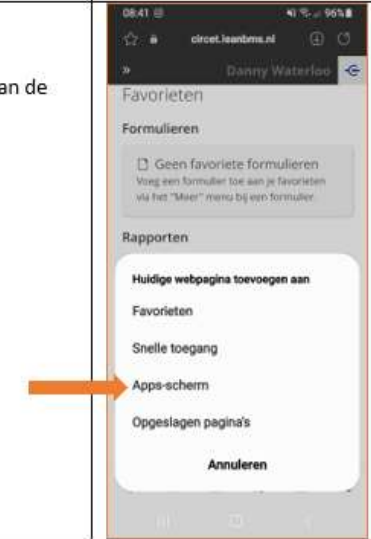 an de
08:41
96%
circet.leanbms.nl
»
Danny Waterloo
Favorieten
Formulieren
Geen favoriete formulieren
Voeg een formulier toe aan je favorieten
via het "Meer" menu bij een formulier.
Rapporten
Huidige webpagina toevoegen aan
Favorieten
Snelle toegang
Apps-scherm
Opgeslagen pagina's
Annuleren